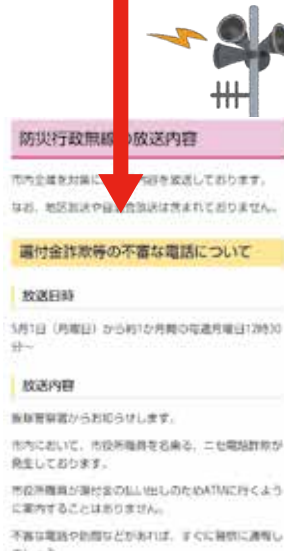 防災行政無線 放送内容
市内全域を対象に 内容を放送しております。
なお、地区放送や 放送は含まれておりません。
還付金詐欺等の不審な電話について
放送日時
5月1日（月曜日）から約1か月間の毎週月曜日12時30
分～
放送内容
飯塚警察署からお知らせします。
市内において、市役所職員を名乗る、ニセ電話詐欺が
発生しております。
市役所職員が還付金の払い出しのためATMに行くよう
に案内することはありません。
不審な電話や訪問などがあれば、すぐに警察に通報し